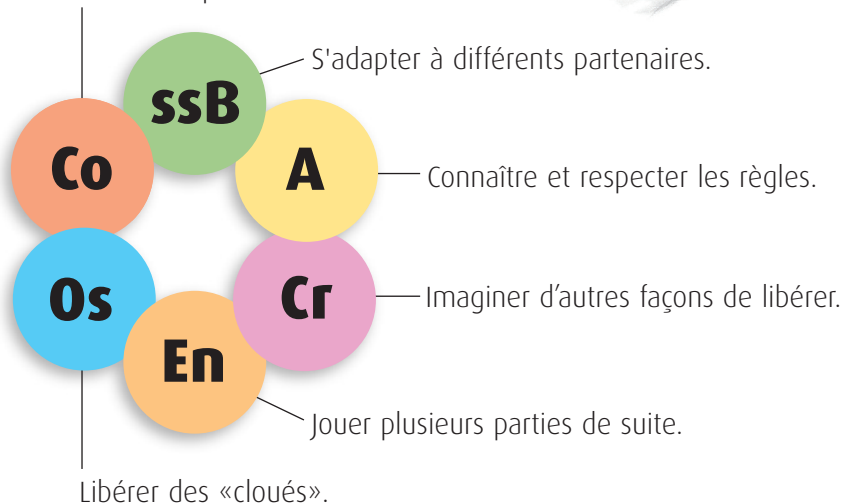 S'adapter à différents partenaires.
ssB
Co
A
Connaître et respecter les règles.
Os
Cr
Imaginer d’autres façons de libérer.
En
Jouer plusieurs parties de suite.
Libérer des «cloués».